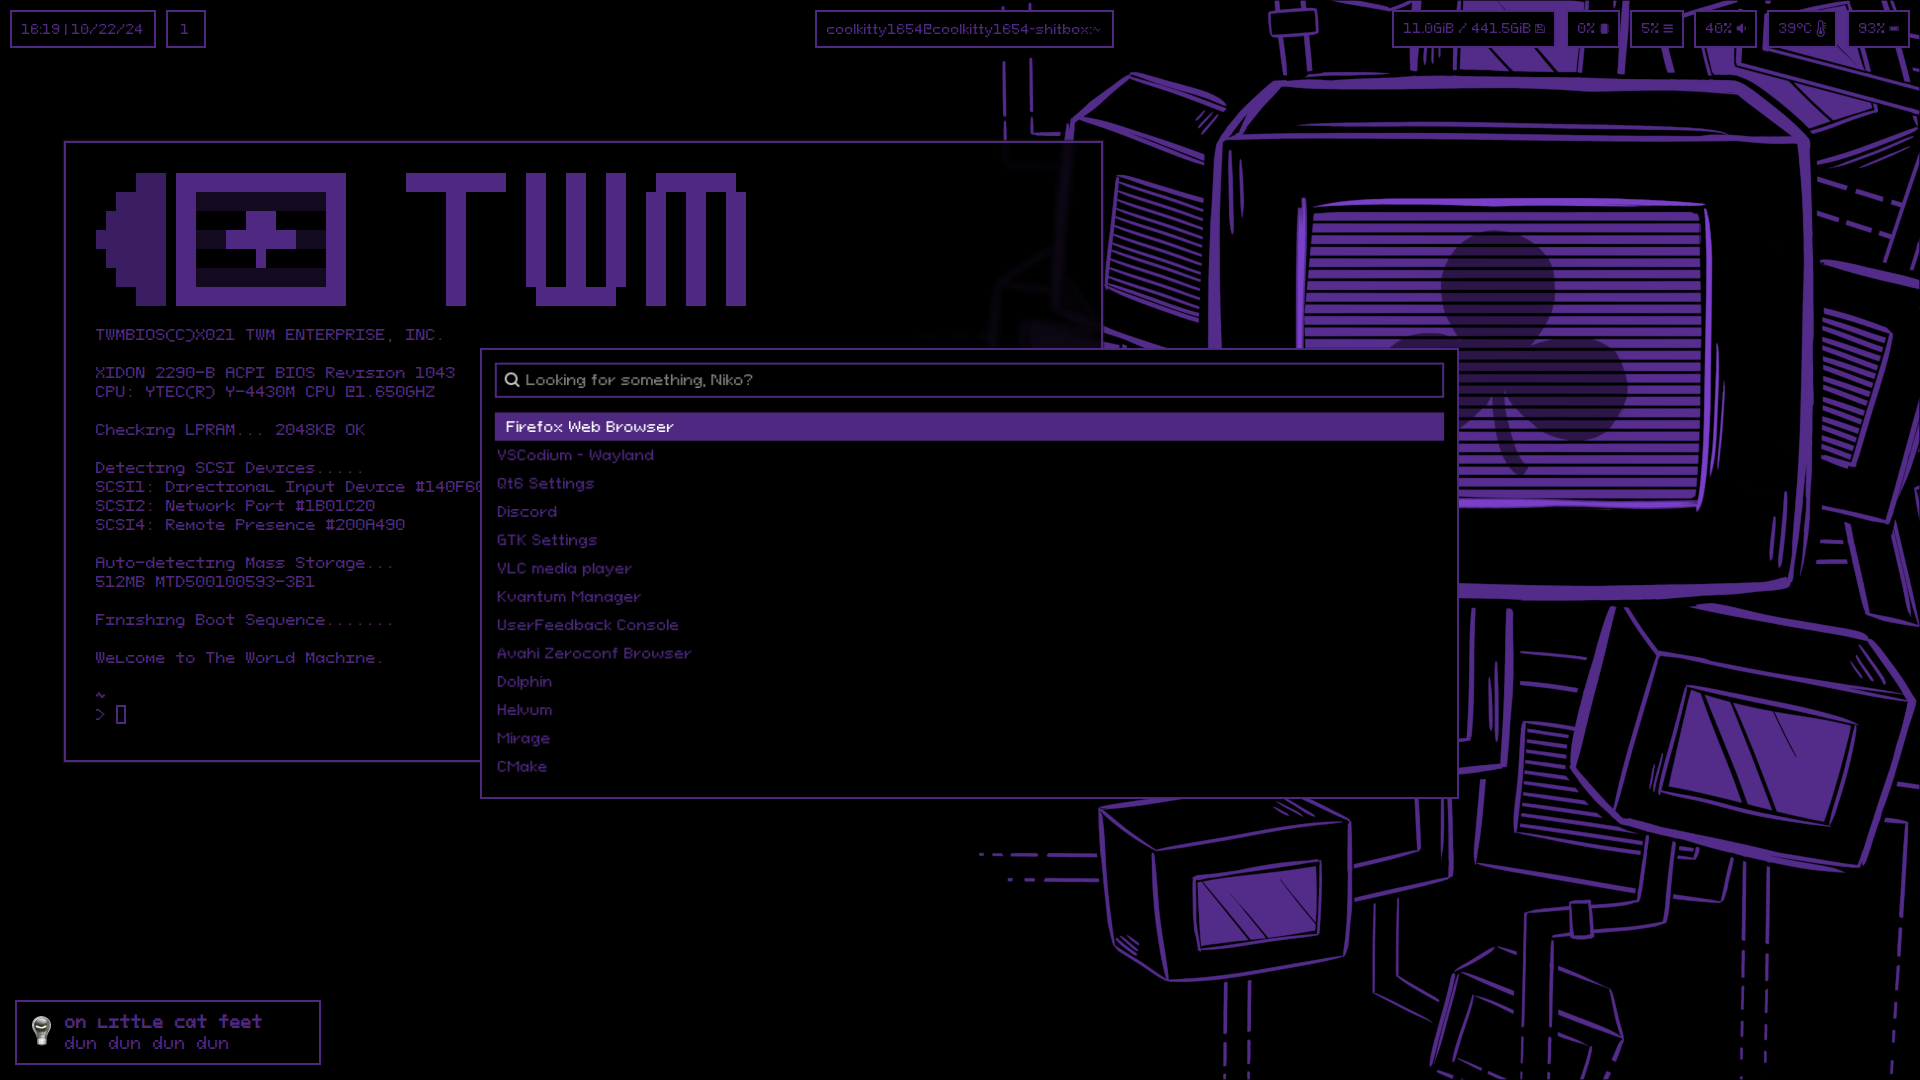 16:19|10/22/24
1
coolkitty1654@coolkitty1654-shitbox:~
11.0GiB / 441.5GiB
0%
5%
40%
39°C
93%
TWM
TWMBIOS(C)X021 TWM ENTERPRISE, INC.
XIDON 2290-B ACPI BIOS Revision 1043
CPU: YTEC(R) Y-4430M CPU @1.650GHZ
Checking LPRAM... 2048KB OK
Detecting SCSI Devices.....
SCSI1: Directional Input Device #140F60
SCSI2: Network Port #1B01C20
SCSI4: Remote Presence #200A490
Auto-detecting Mass Storage...
512MB MTD500100593-3B1
Finishing Boot Sequence.......
Welcome to The World Machine.
~
>
Looking for something, Niko?
Firefox Web Browser
VSCodium - Wayland
Qt6 Settings
Discord
GTK Settings
VLC media player
Kvantum Manager
UserFeedback Console
Avahi Zeroconf Browser
Dolphin
Helvum
Mirage
CMake
on little cat feet
dun dun dun dun